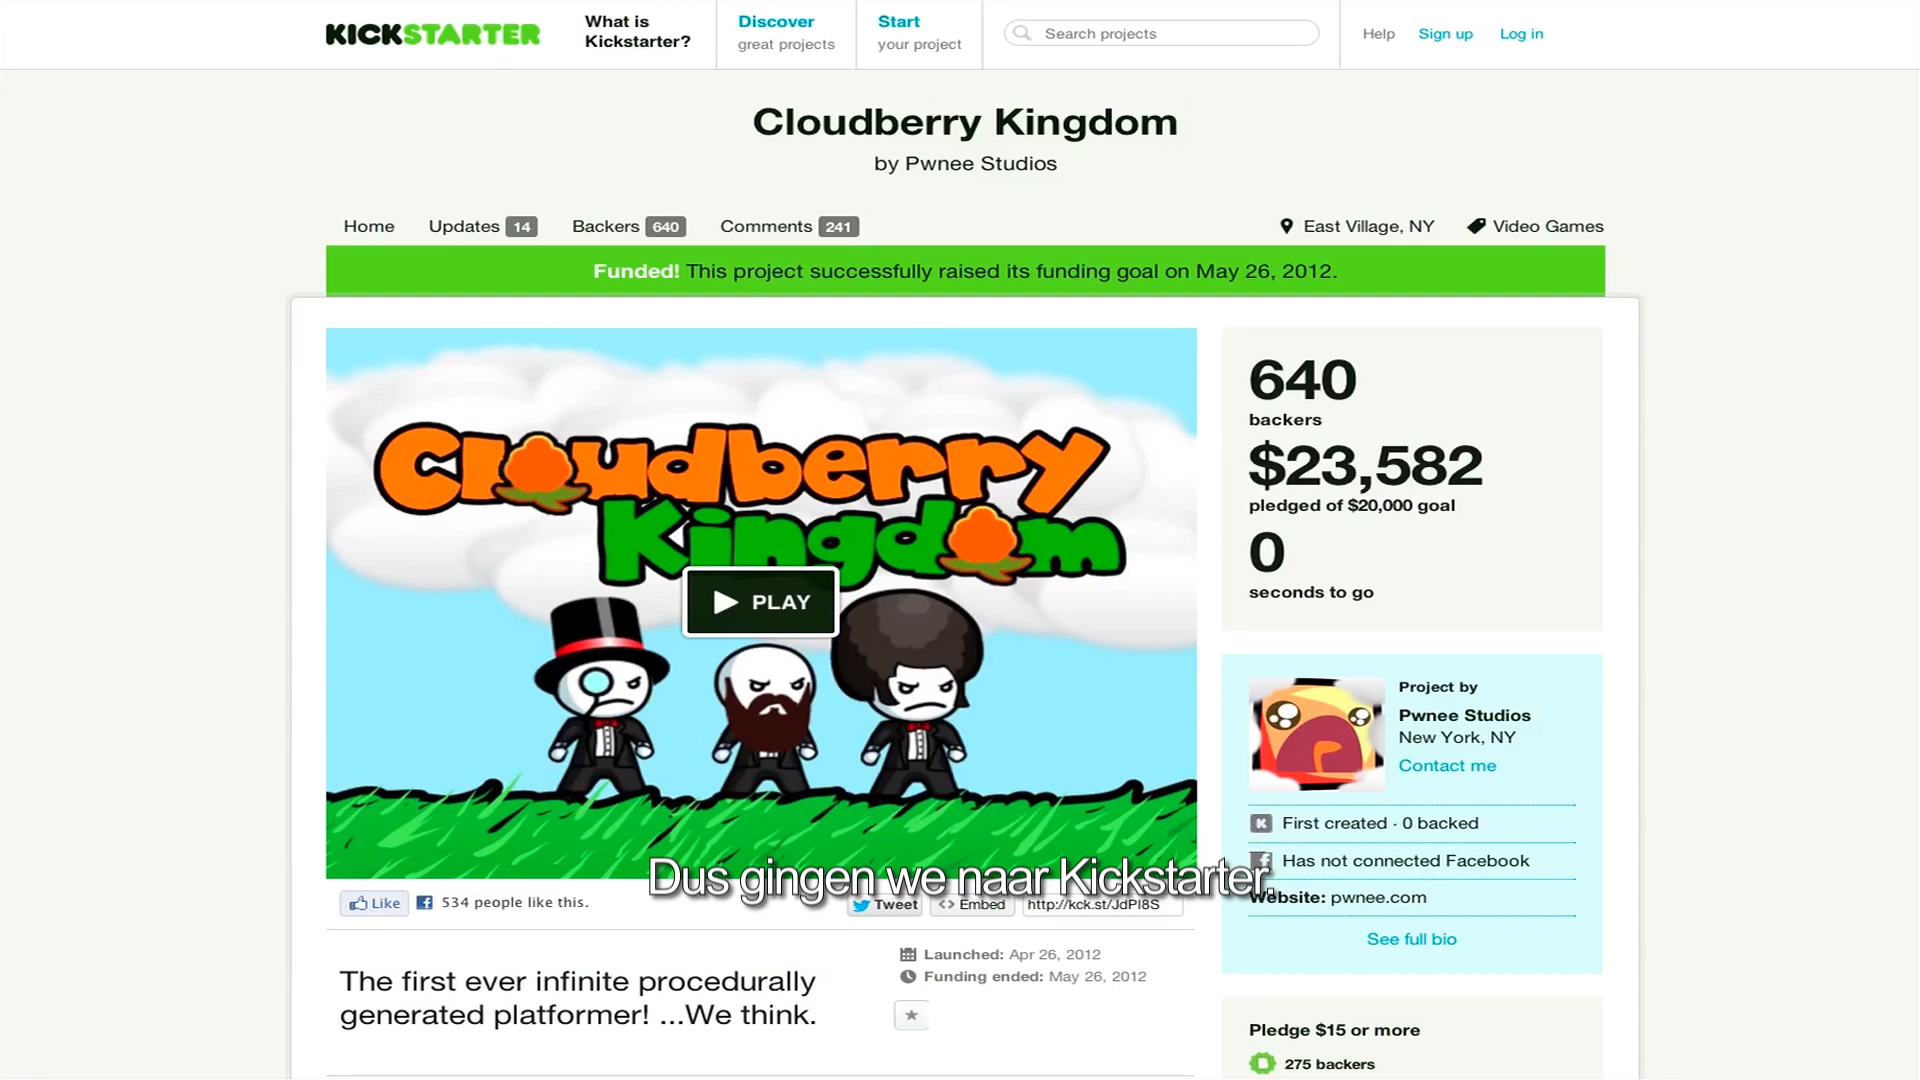 KICKSTARTER
What is
Kickstarter?
Discover
great projects
Start
your project
Search projects
Help
Sign up
Log in
Cloudberry Kingdom
by Pwnee Studios
Home
Updates 14
Backers 640
Comments 241
East Village, NY
Video Games
Funded! This project successfully raised its funding goal on May 26, 2012.
Cloudberry
Kingdom
PLAY
640
backers
$23,582
pledged of $20,000 goal
0
seconds to go
Project by
Pwnee Studios
New York, NY
Contact me
First created · 0 backed
Has not connected Facebook
Website: pwnee.com
See full bio
Dus gingen we naar Kickstarter.
Like
534 people like this.
Tweet
Embed
http://kck.st/JdPl8S
The first ever infinite procedurally
generated platformer! ...We think.
Launched: Apr 26, 2012
Funding ended: May 26, 2012
Pledge $15 or more
275 backers